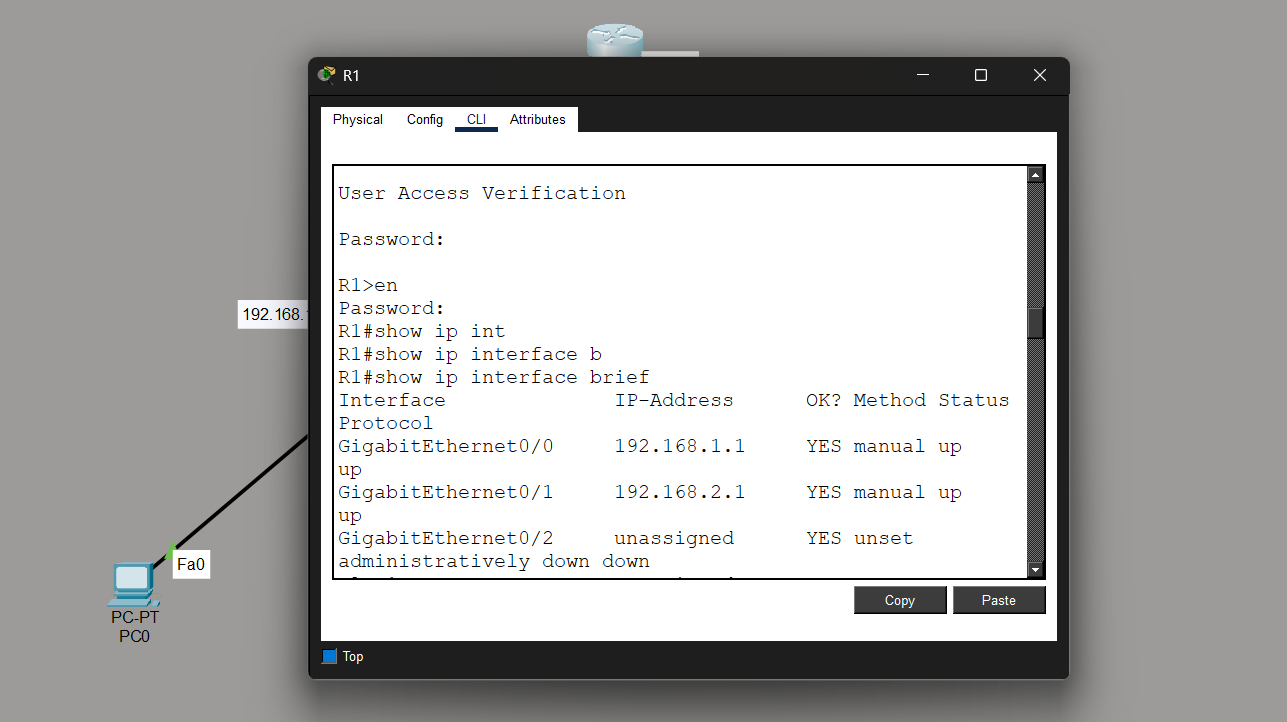 R1
Physical Config CLI Attributes
User Access Verification
Password:
R1>en
Password:
R1#show ip int
R1#show ip interface b
R1#show ip interface brief
Interface IP-Address OK? Method Status
Protocol
GigabitEthernet0/0 192.168.1.1 YES manual up
up
GigabitEthernet0/1 192.168.2.1 YES manual up
up
GigabitEthernet0/2 unassigned YES unset
administratively down down
Copy Paste
Top
192.168.
Fa0
PC-PT
PC0